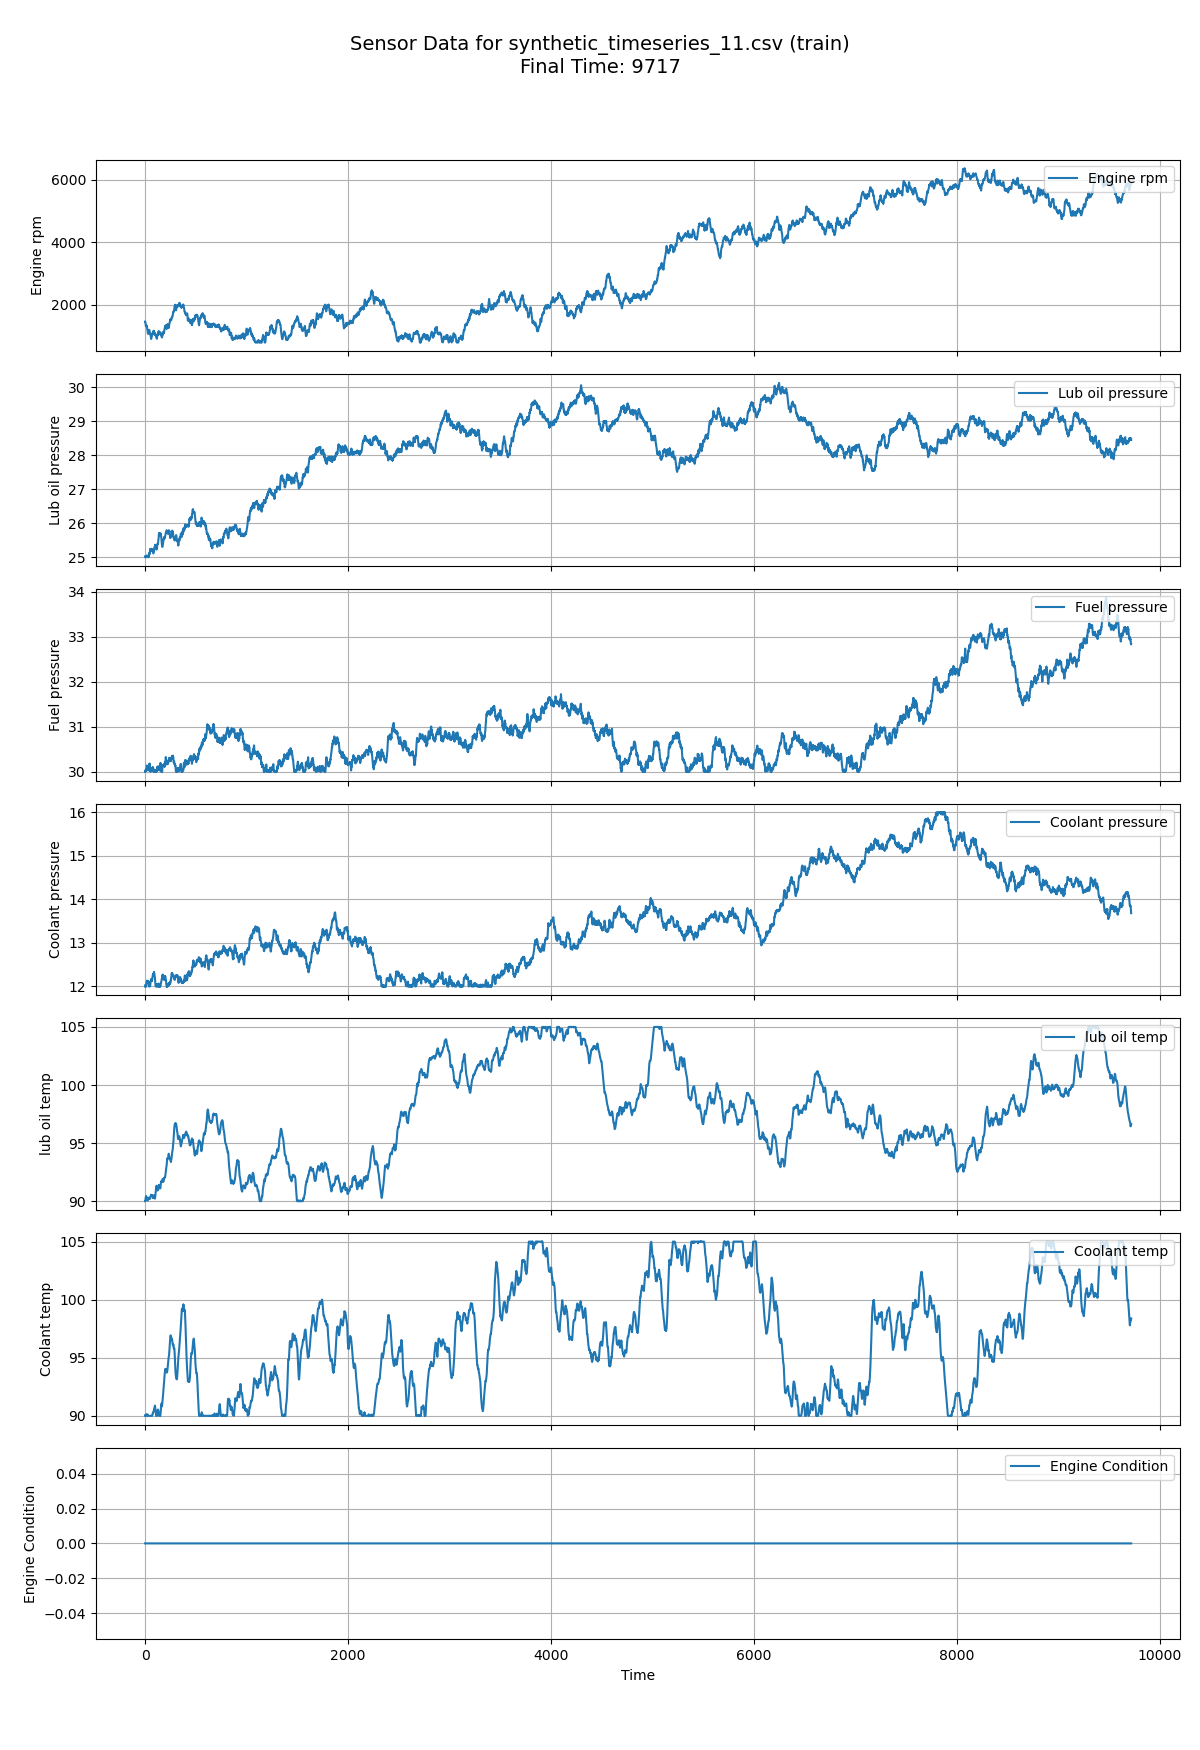 Sensor Data for synthetic_timeseries_11.csv (train)
Final Time: 9717
Engine rpm
6000
4000
2000
Engine rpm
Lub oil pressure
30
29
28
27
26
25
Lub oil pressure
Fuel pressure
34
33
32
31
30
Fuel pressure
Coolant pressure
16
15
14
13
12
Coolant pressure
lub oil temp
105
100
95
90
lub oil temp
Coolant temp
105
100
95
90
Coolant temp
Engine Condition
0.04
0.02
0.00
−0.02
−0.04
Engine Condition
0 2000 4000 6000 8000 10000
Time